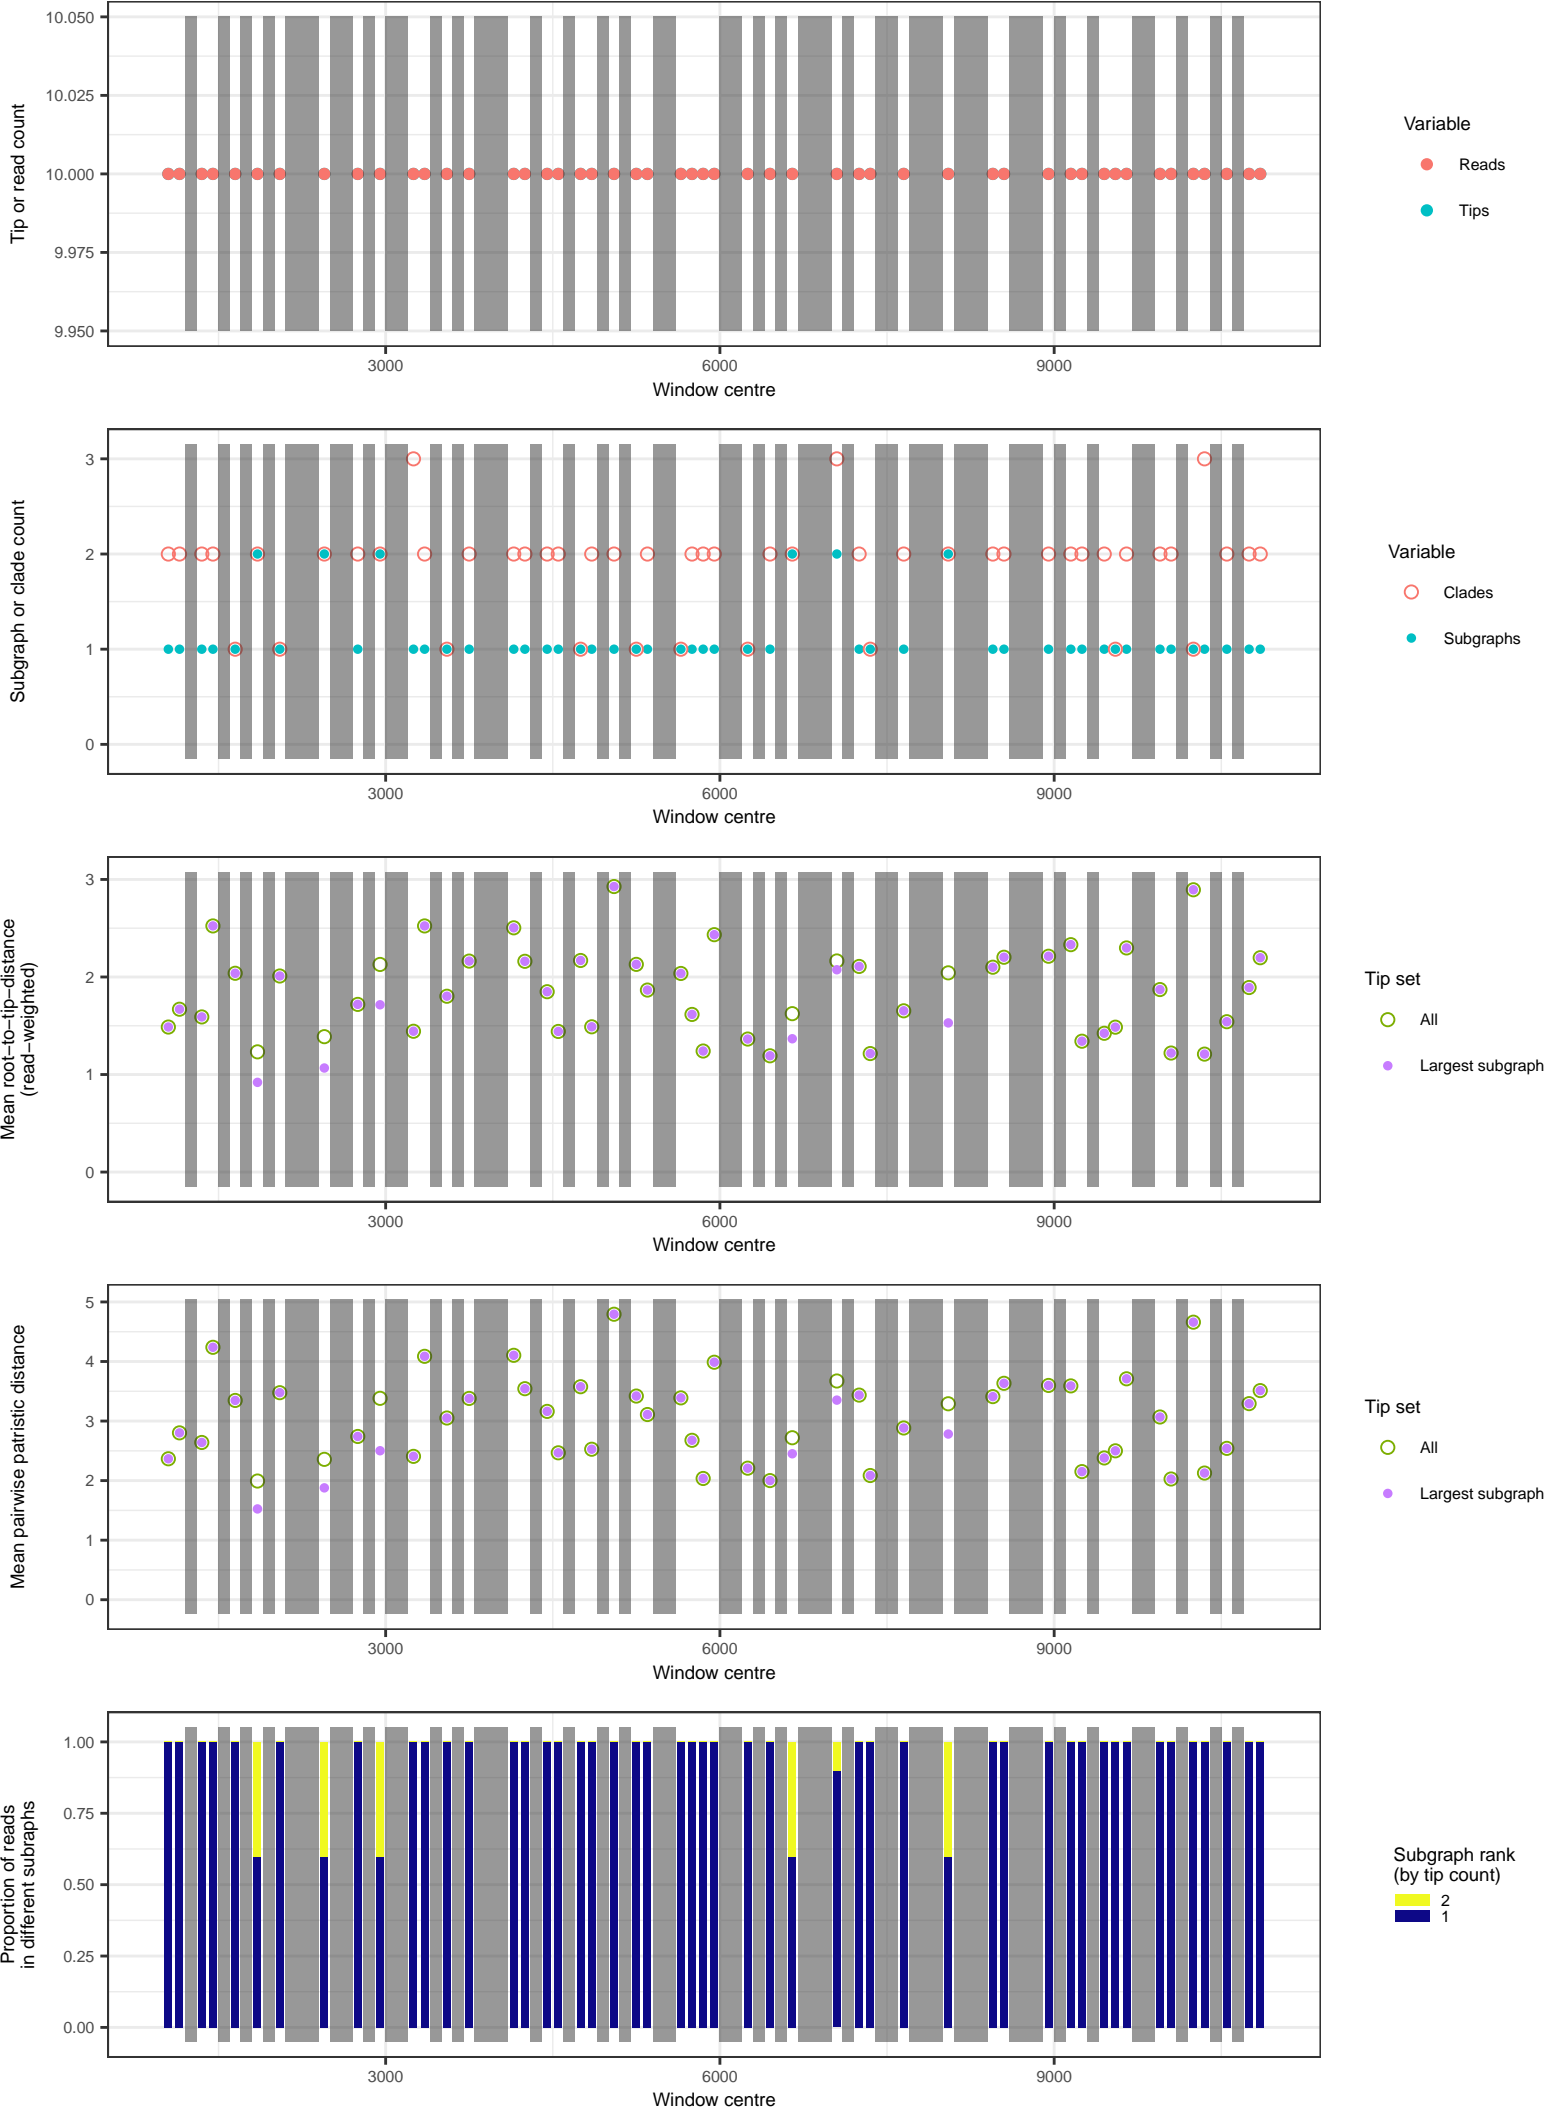 10.050
10.025
10.000
9.975
9.950
Tip or read count
3000
6000
9000
Window centre
Variable
Reads
Tips
3
2
1
0
Subgraph or clade count
3000
6000
9000
Window centre
Variable
Clades
Subgraphs
3
2
1
0
Mean root−to−tip−distance
(read−weighted)
3000
6000
9000
Window centre
Tip set
All
Largest subgraph
5
4
3
2
1
0
Mean pairwise patristic distance
3000
6000
9000
Window centre
Tip set
All
Largest subgraph
1.00
0.75
0.50
0.25
0.00
Proportion of reads
in different subraphs
3000
6000
9000
Window centre
Subgraph rank
(by tip count)
2
1